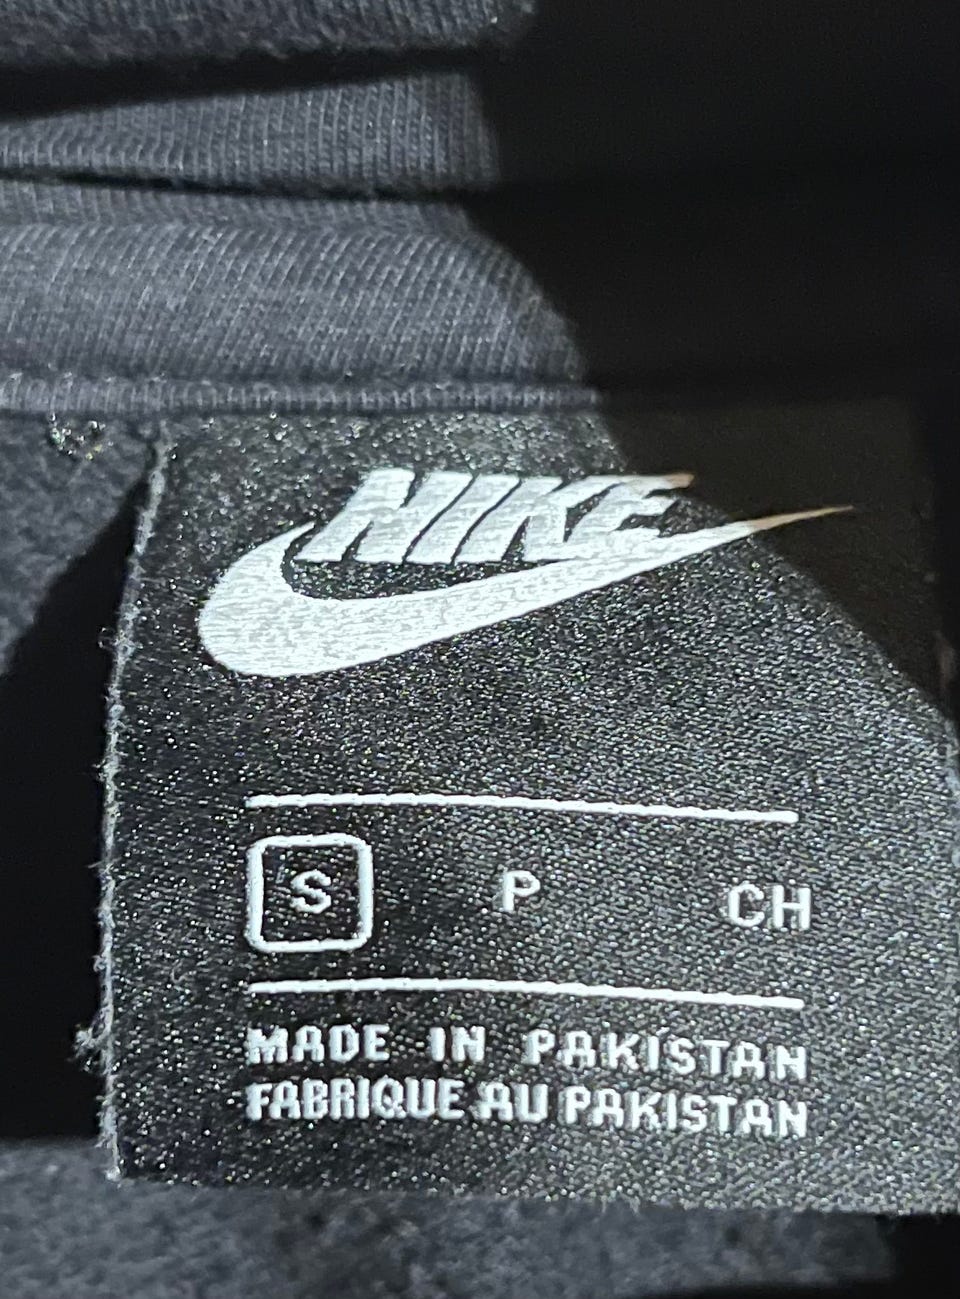 NIKE
S P CH
MADE IN PAKISTAN
FABRIQUE AU PAKISTAN